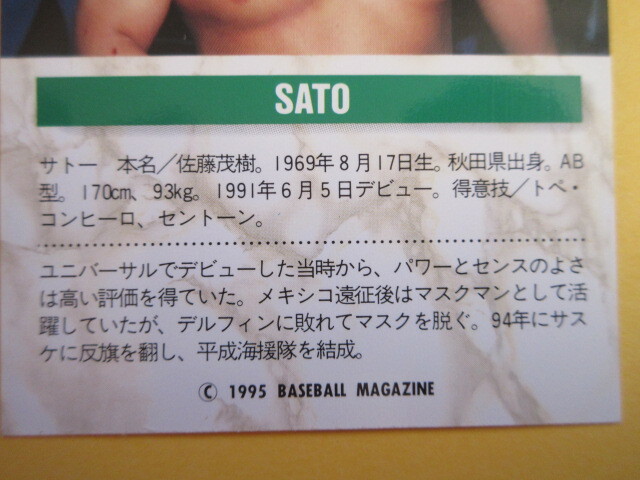 SATO
サトー 本名／佐藤茂樹。1969年8月17日生。秋田県出身。AB
型。170cm、93kg。1991年6月5日デビュー。得意技／トペ・
コンヒーロ、セントーン。
ユニバーサルでデビューした当時から、パワーとセンスのよさ
は高い評価を得ていた。メキシコ遠征後はマスクマンとして活
躍していたが、デルフィンに敗れてマスクを脱ぐ。94年にサス
ケに反旗を翻し、平成海援隊を結成。
© 1995 BASEBALL MAGAZINE